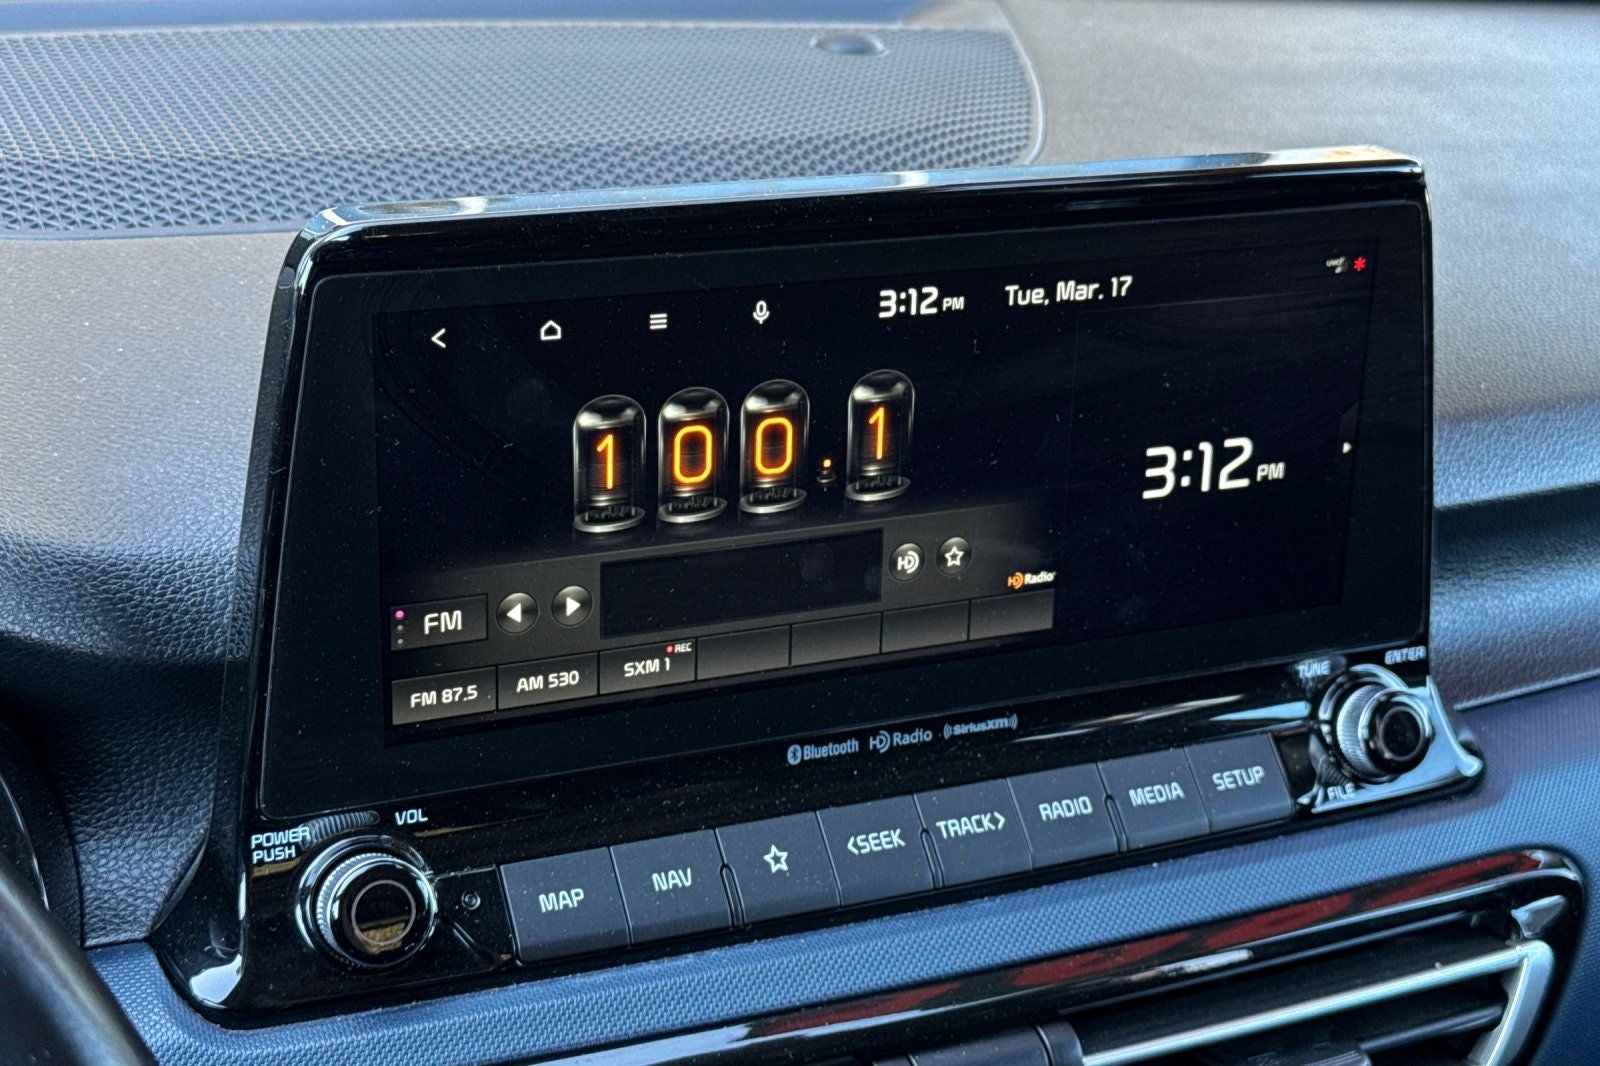 3:12 PM
Tue, Mar. 17
100.1
3:12 PM
HD
HD Radio
FM
REC
FM 87.5
AM 530
SXM 1
Bluetooth HD Radio SiriusXM
TUNE
ENTER
FILE
POWER
PUSH
VOL
MAP
NAV
<SEEK
TRACK>
RADIO
MEDIA
SETUP